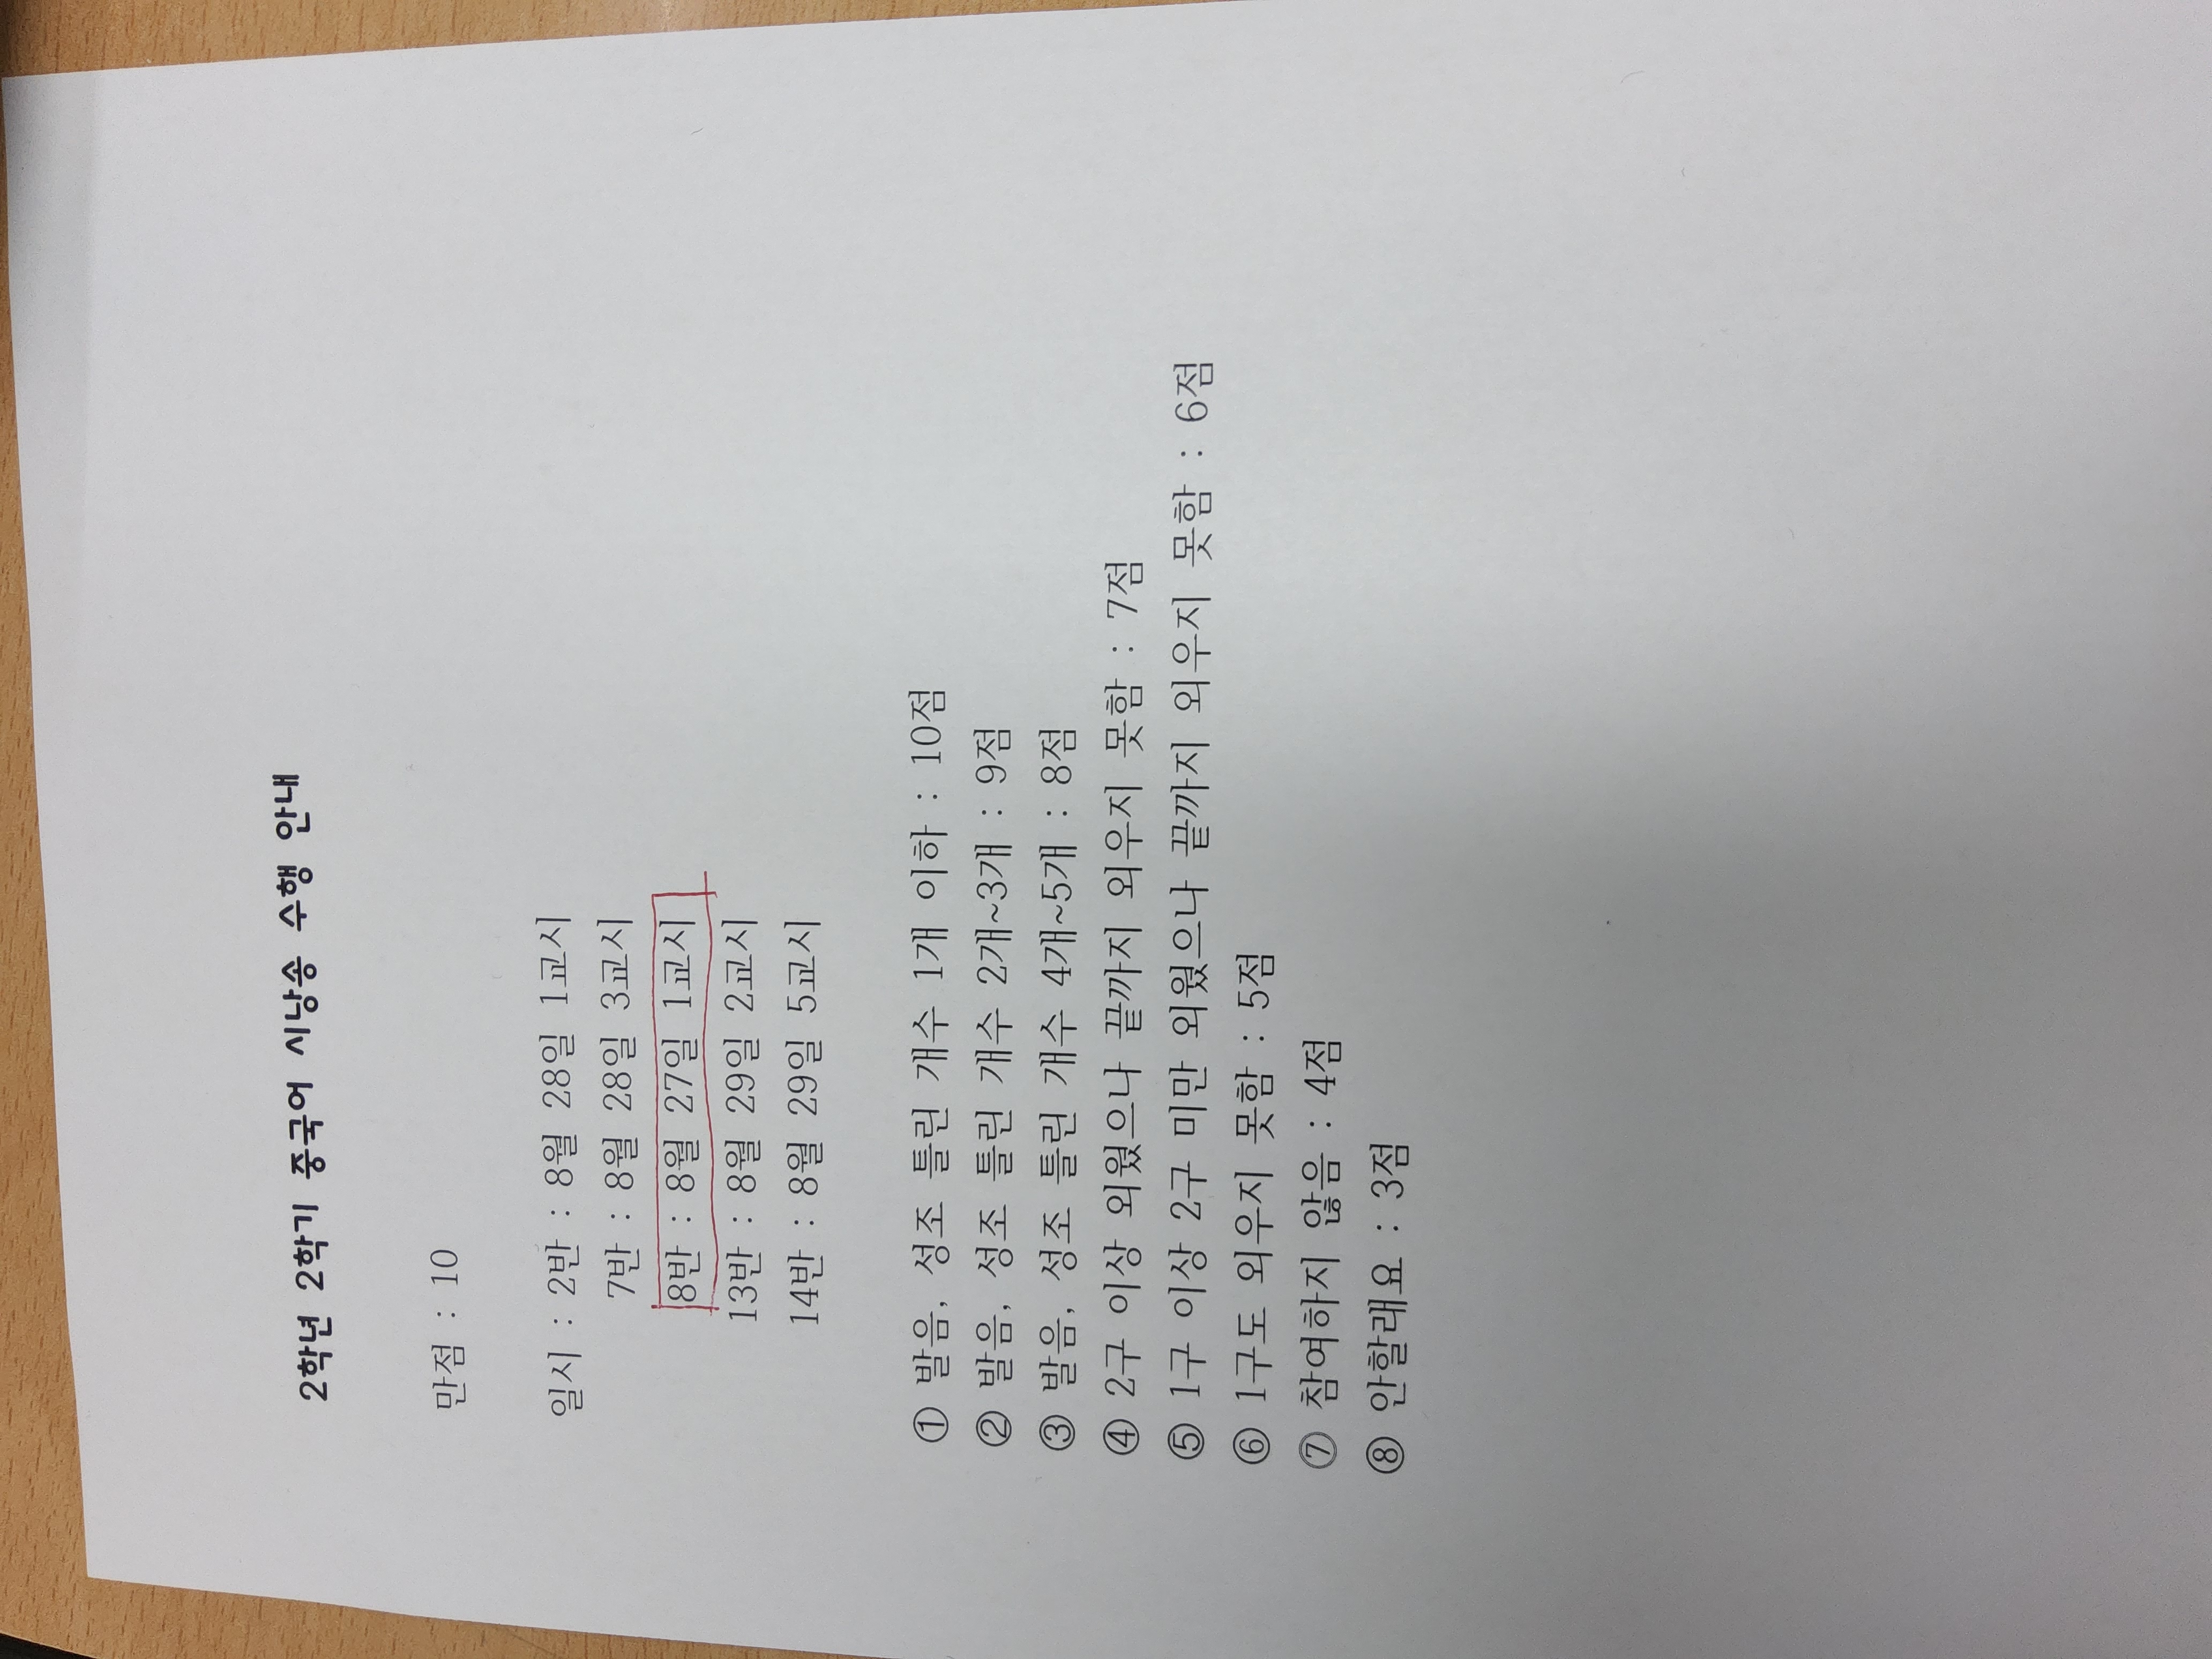 2학년 2학기 중국어 시낭송 수행 안내
만점 : 10
일시 : 2반 : 8월 28일 1교시
7반 : 8월 28일 3교시
8반 : 8월 27일 1교시
13반 : 8월 29일 2교시
14반 : 8월 29일 5교시
① 발음, 성조 틀린 개수 1개 이하 : 10점
② 발음, 성조 틀린 개수 2개~3개 : 9점
③ 발음, 성조 틀린 개수 4개~5개 : 8점
④ 2구 이상 외웠으나 끝까지 외우지 못함 : 7점
⑤ 1구 이상 2구 미만 외웠으나 끝까지 외우지 못함 : 6점
⑥ 1구도 외우지 못함 : 5점
⑦ 참여하지 않음 : 4점
⑧ 안할래요 : 3점